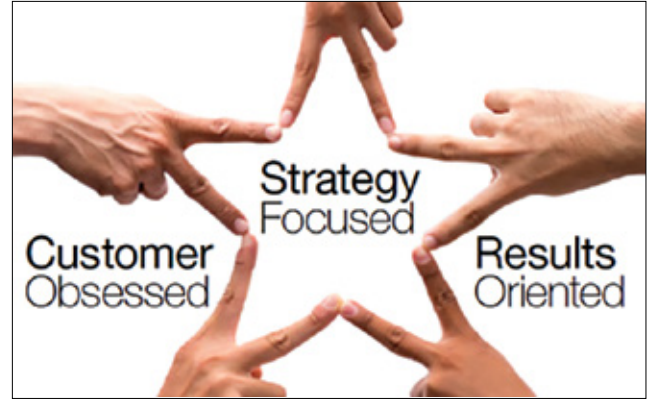 Strategy
Focused
Customer
Obsessed
Results
Oriented